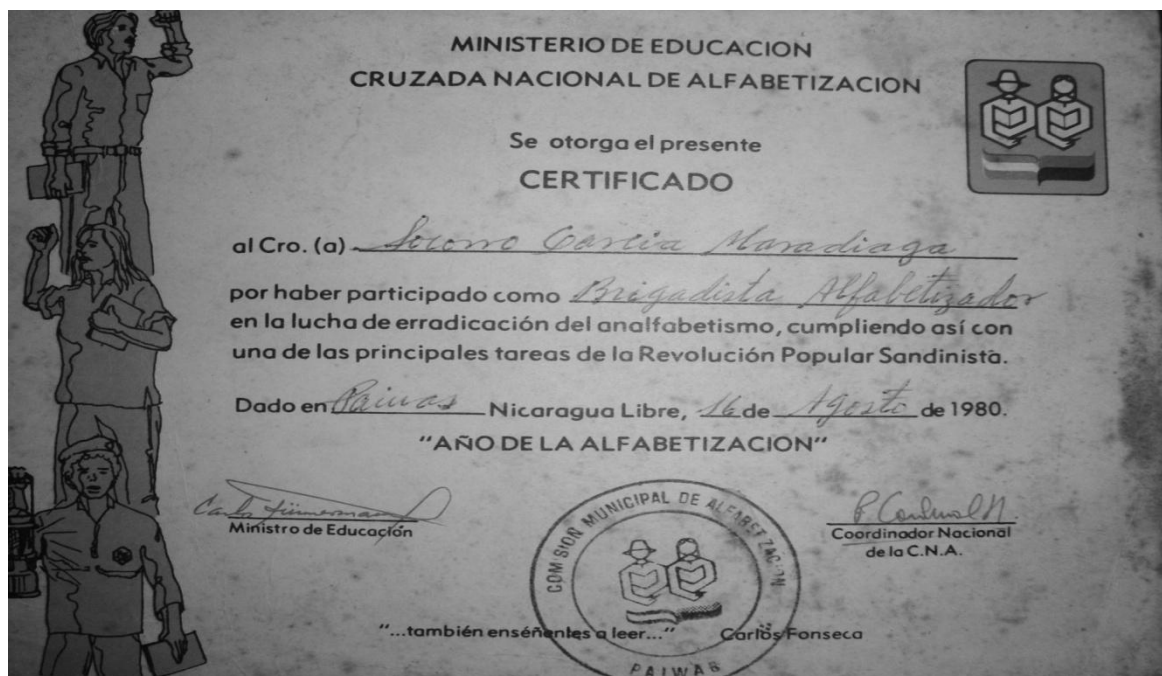 MINISTERIO DE EDUCACION
CRUZADA NACIONAL DE ALFABETIZACION
Se otorga el presente
CERTIFICADO
al Cro. (a) Socorro Garcia Maradiaga
por haber participado como Brigadista Alfabetizador
en la lucha de erradicación del analfabetismo, cumpliendo así con
una de las principales tareas de la Revolución Popular Sandinista.
Dado en Paiwas Nicaragua Libre, 16 de Agosto de 1980.
"AÑO DE LA ALFABETIZACION"
Ministro de Educación
Coordinador Nacional
de la C.N.A.
COMISION MUNICIPAL DE ALFABETIZACION
PAIWAS
"...también enséñenles a leer..." Carlos Fonseca